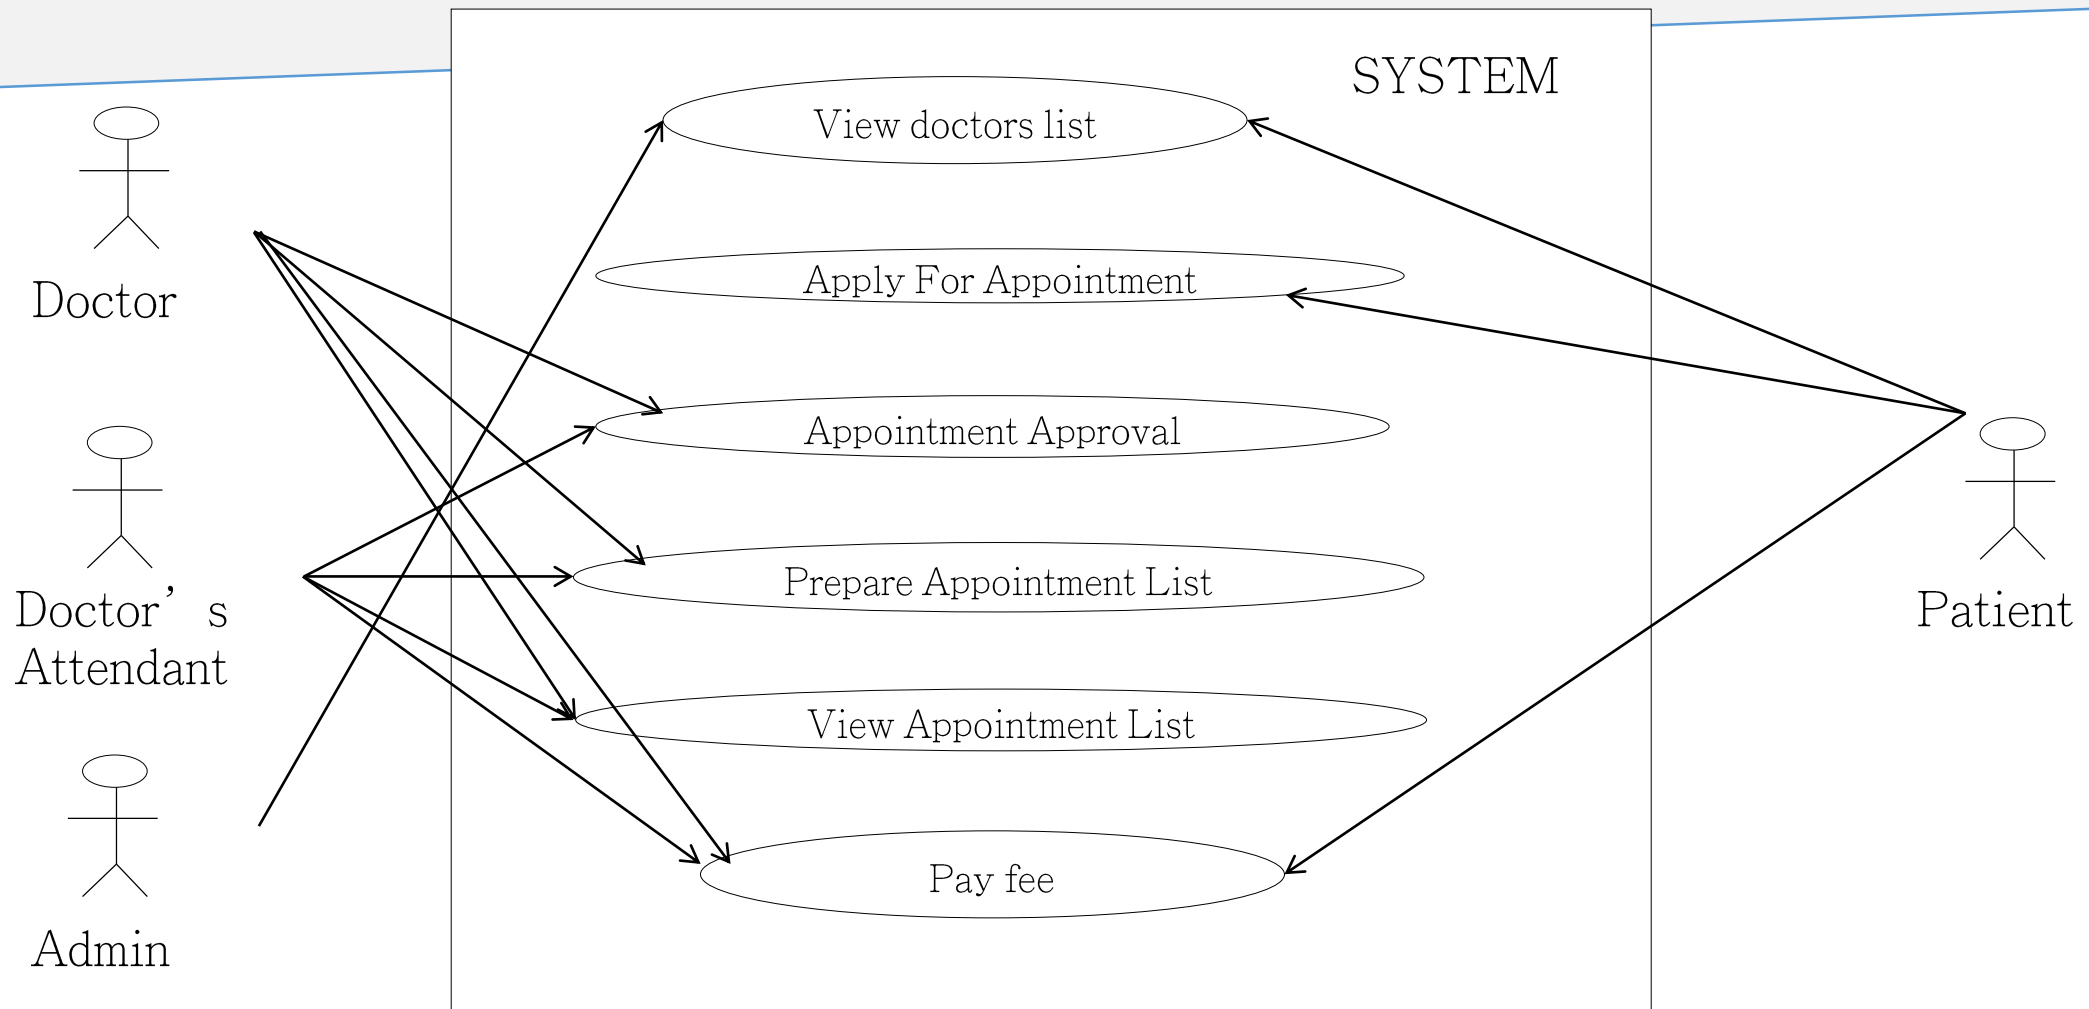 SYSTEM
View doctors list
Apply For Appointment
Doctor
Appointment Approval
Prepare Appointment List
Doctor’s
Attendant
Patient
View Appointment List
Pay fee
Admin